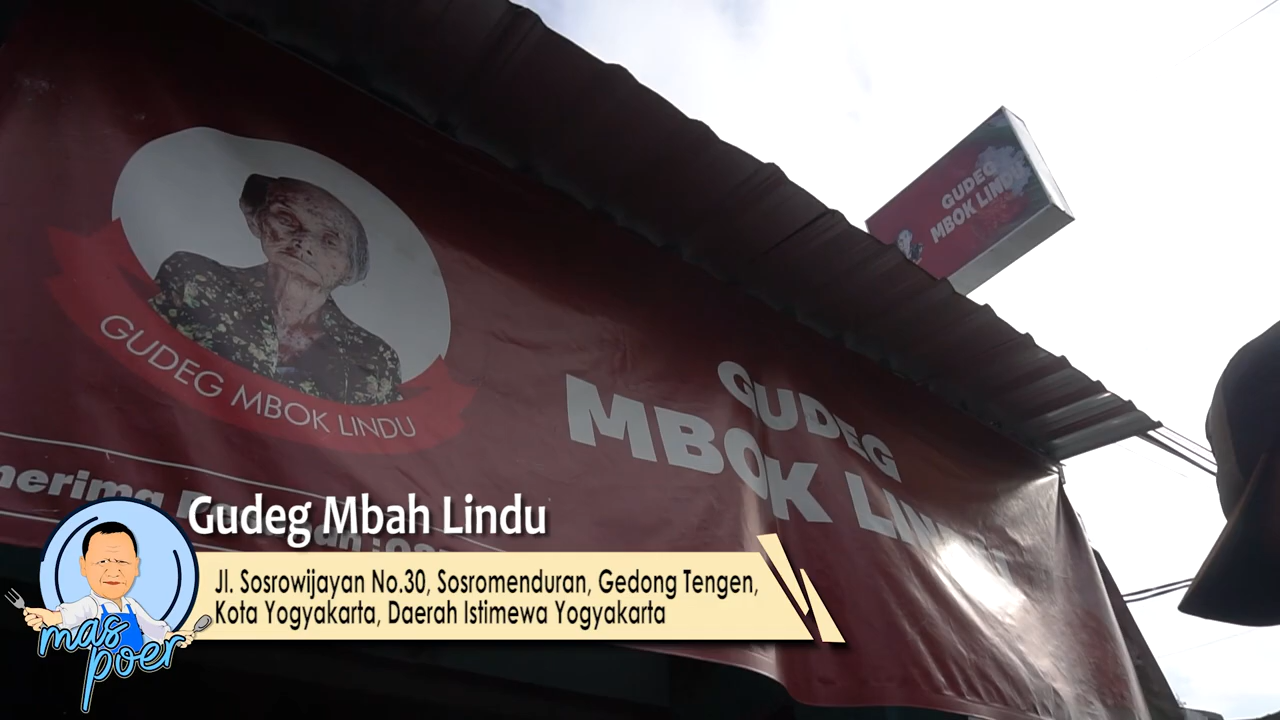 GUDEG
MBOK LINDU
GUDEG MBOK LINDU
GUDEG
MBOK LIN
nerima
Gudeg Mbah Lindu
Jl. Sosrowijayan No.30, Sosromenduran, Gedong Tengen,
Kota Yogyakarta, Daerah Istimewa Yogyakarta
mas
poer